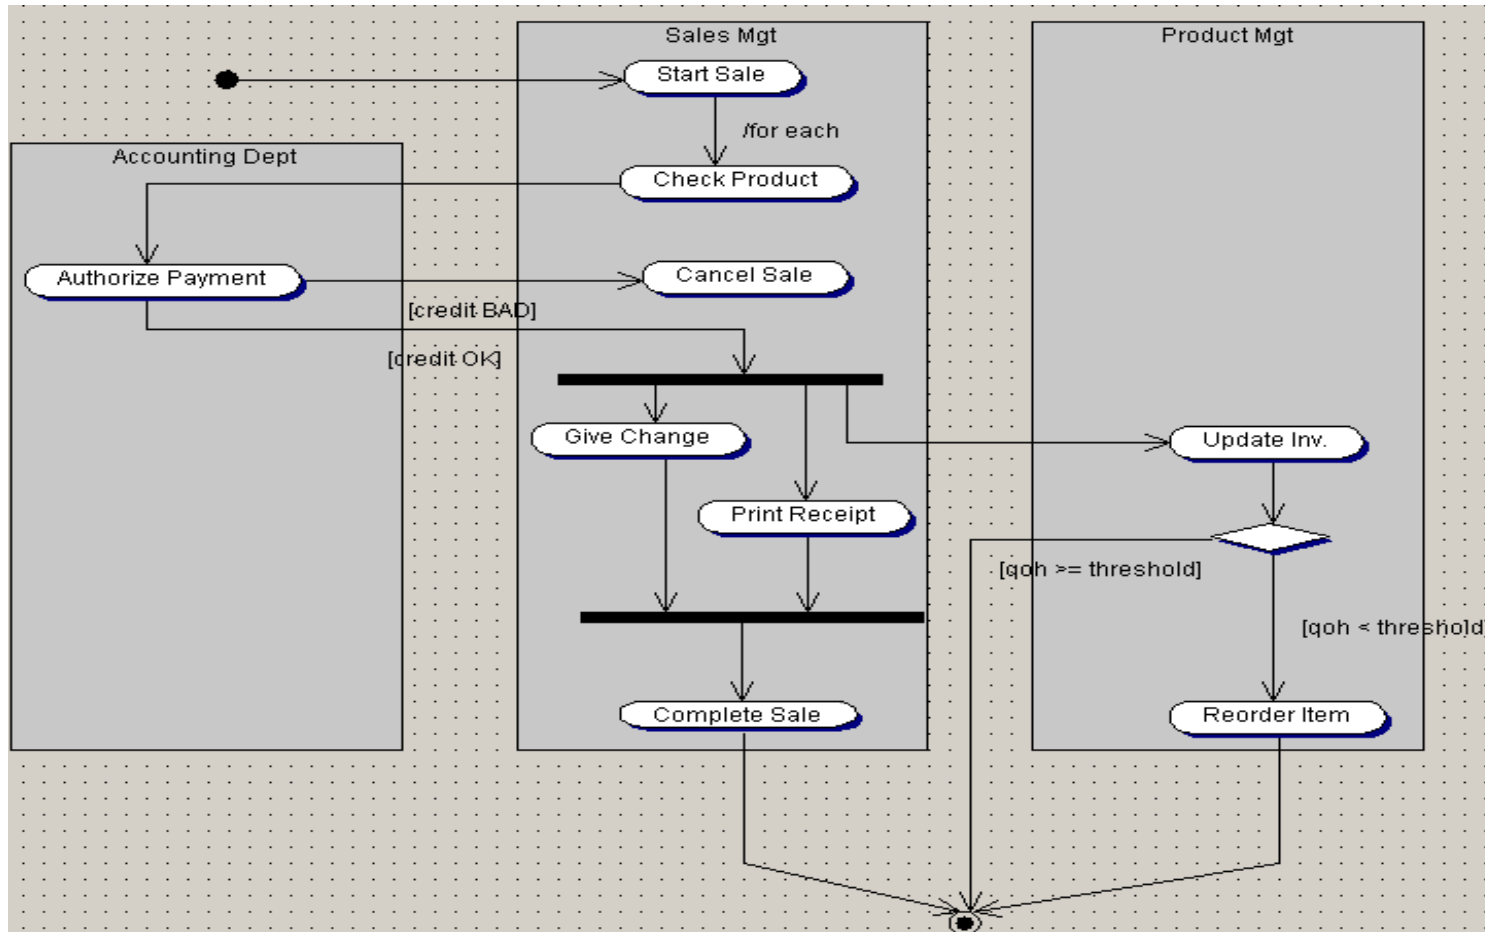 Sales Mgt
Product Mgt
Start Sale
/for each
Accounting Dept
Check Product
Authorize Payment
Cancel Sale
[credit BAD]
[credit OK]
Give Change
Update Inv.
Print Receipt
[qoh >= threshold]
[qoh < threshold]
Complete Sale
Reorder Item